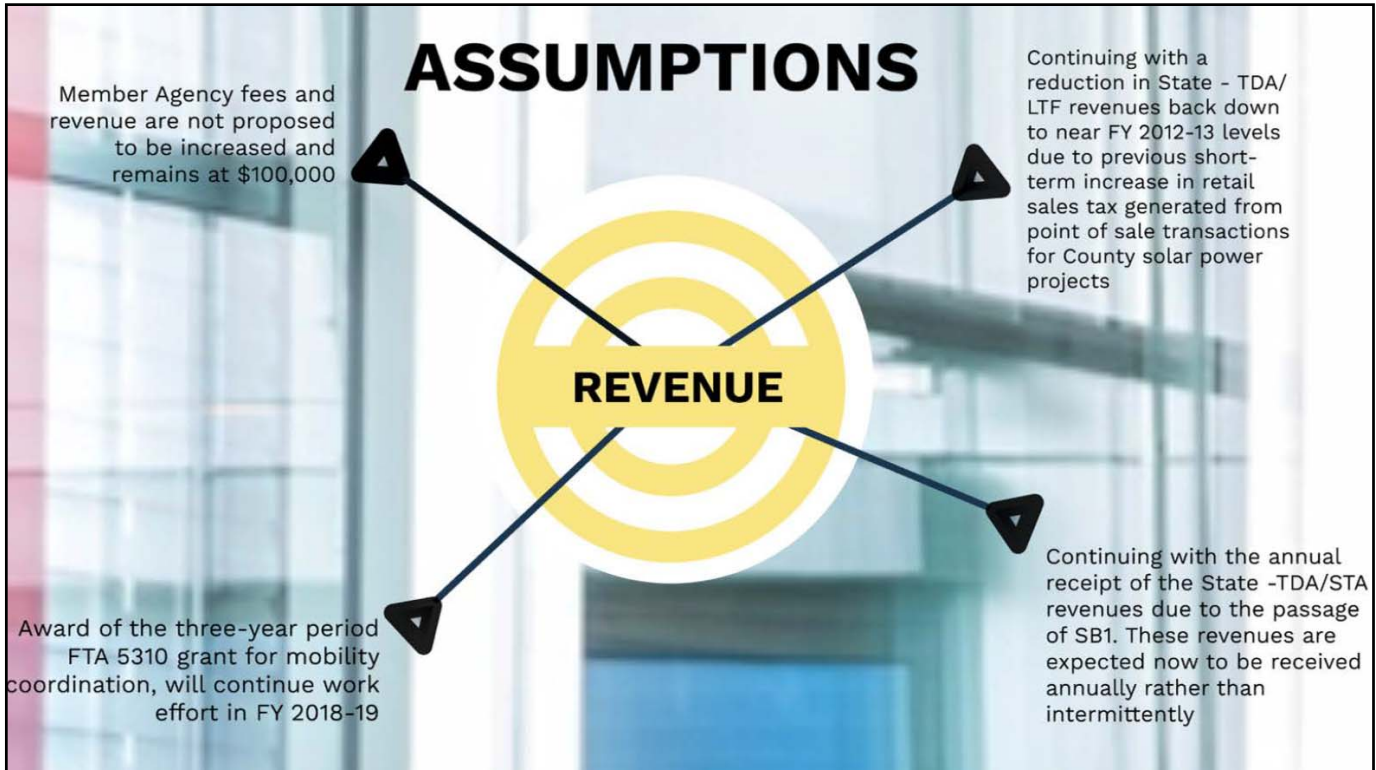 ASSUMPTIONS
Member Agency fees and
revenue are not proposed
to be increased and
remains at $100,000
Continuing with a
reduction in State - TDA/
LTF revenues back down
to near FY 2012-13 levels
due to previous short-
term increase in retail
sales tax generated from
point of sale transactions
for County solar power
projects
REVENUE
Award of the three-year period
FTA 5310 grant for mobility
coordination, will continue work
effort in FY 2018-19
Continuing with the annual
receipt of the State -TDA/STA
revenues due to the passage
of SB1. These revenues are
expected now to be received
annually rather than
intermittently